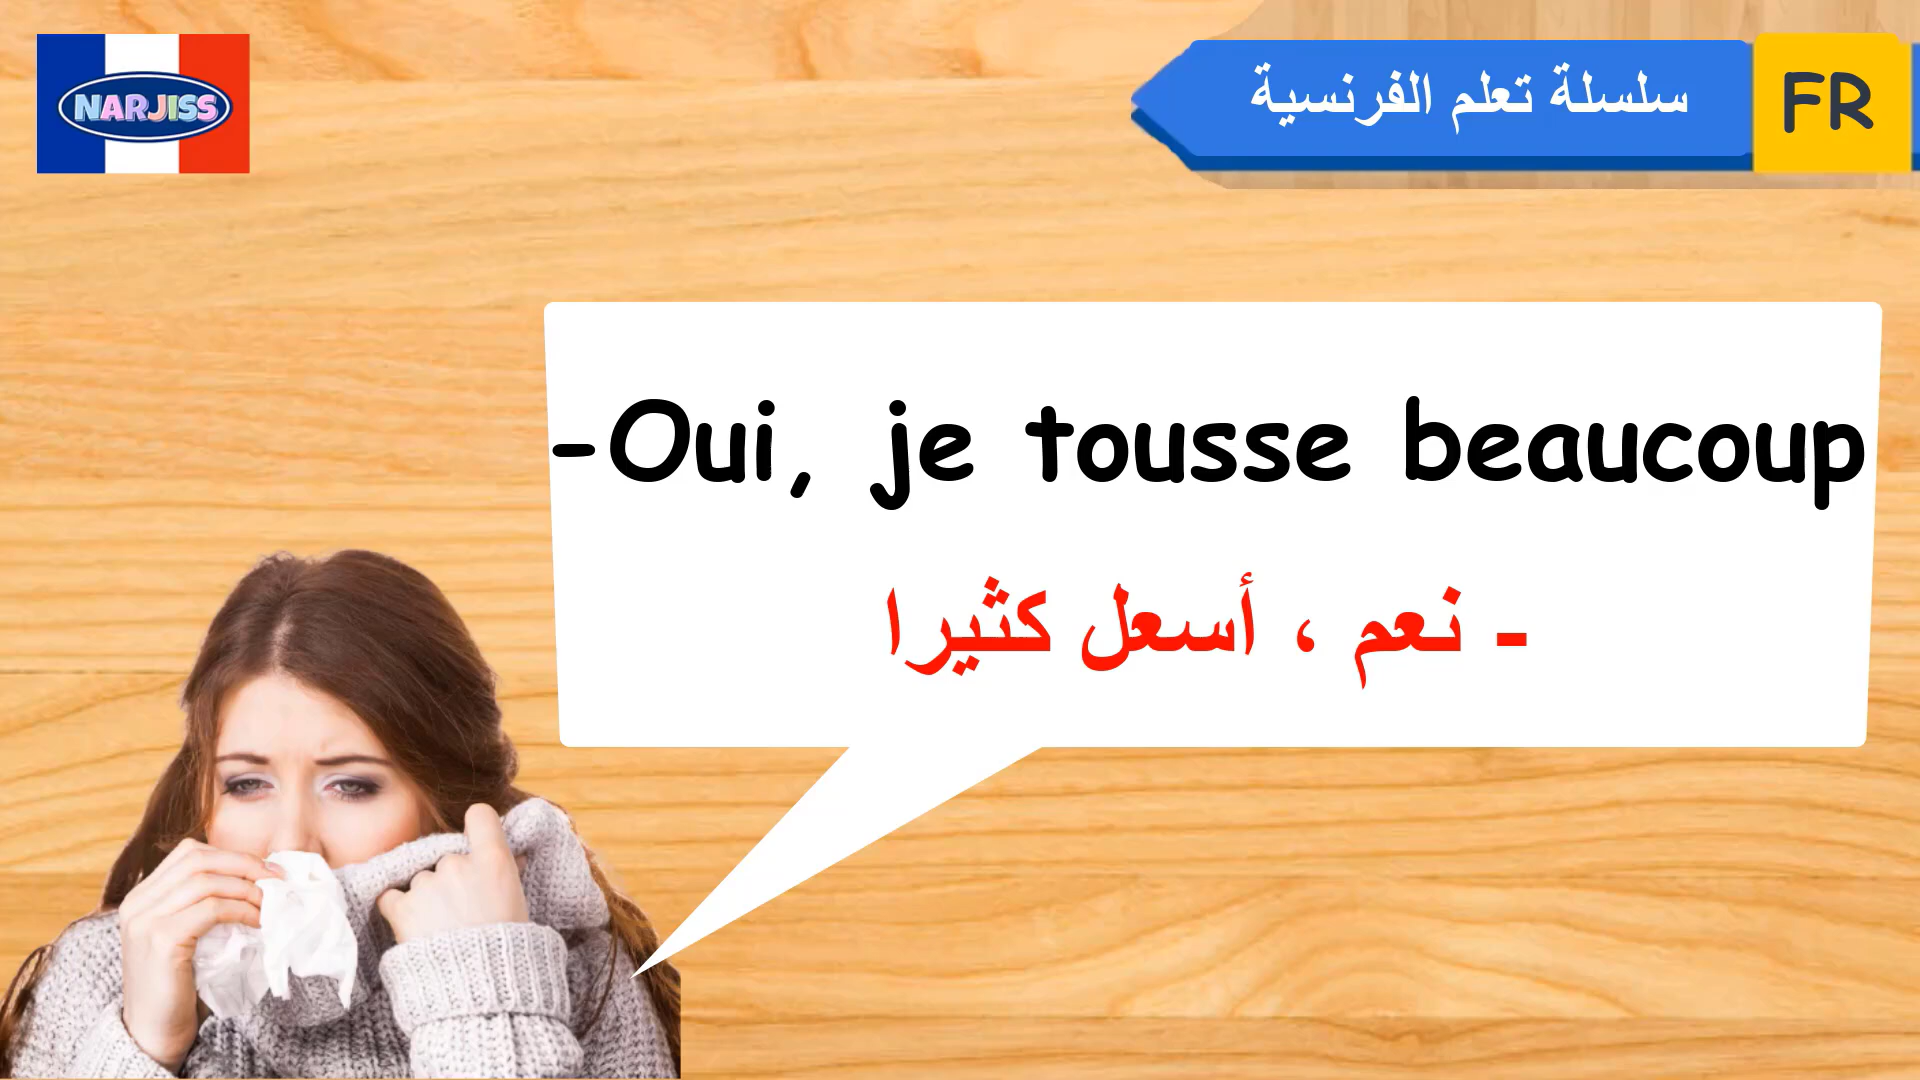 NARJISS
سلسلة تعلم الفرنسية
FR
-Oui, je tousse beaucoup
- نعم ، أسعل كثيرا